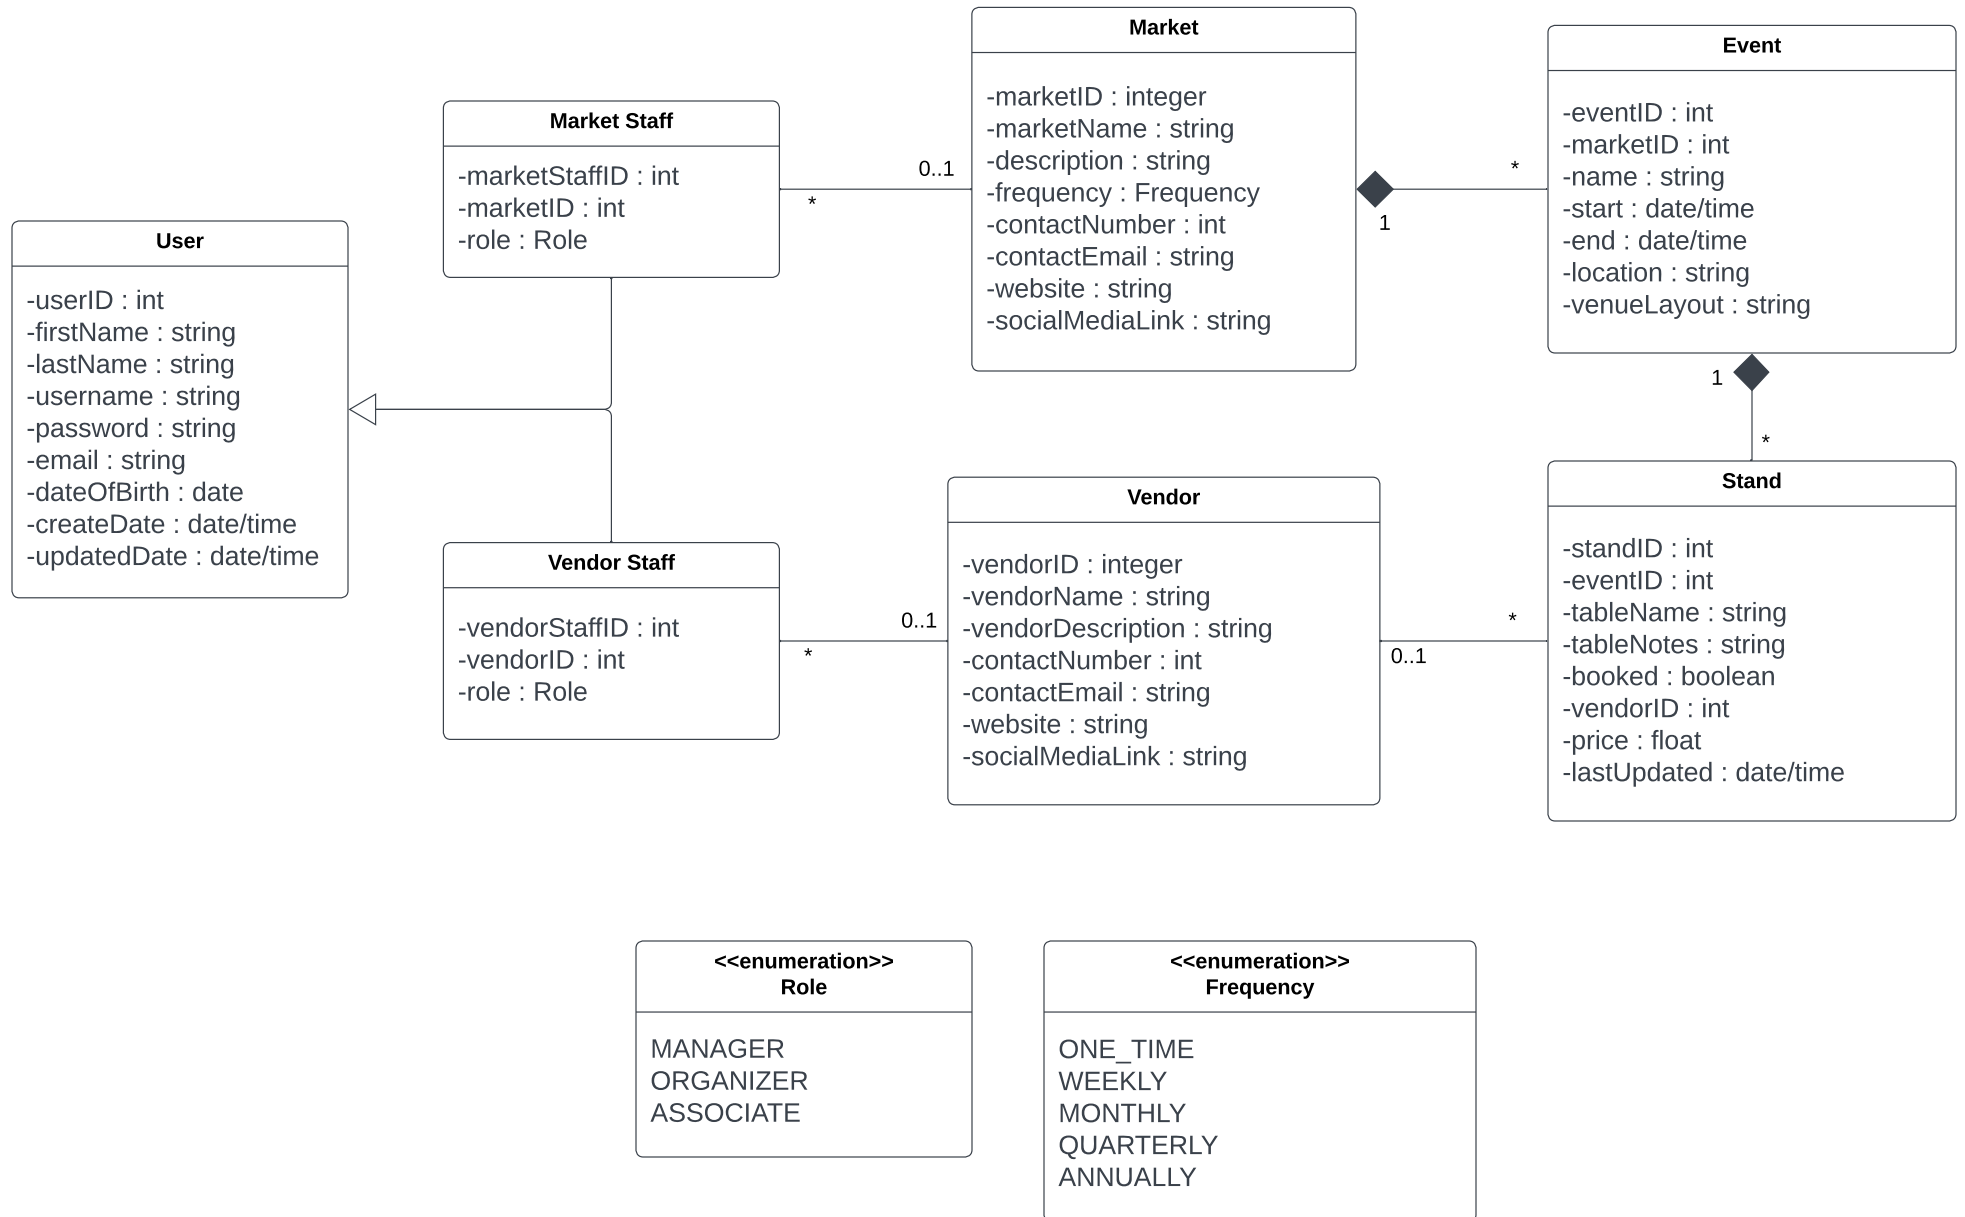 Market
-marketID : integer
-marketName : string
-description : string
-frequency : Frequency
-contactNumber : int
-contactEmail : string
-website : string
-socialMediaLink : string
Event
-eventID : int
-marketID : int
-name : string
-start : date/time
-end : date/time
-location : string
-venueLayout : string
Market Staff
-marketStaffID : int
-marketID : int
-role : Role
0..1
*
*
1
User
-userID : int
-firstName : string
-lastName : string
-username : string
-password : string
-email : string
-dateOfBirth : date
-createDate : date/time
-updatedDate : date/time
1
*
Vendor Staff
-vendorStaffID : int
-vendorID : int
-role : Role
0..1
*
Vendor
-vendorID : integer
-vendorName : string
-vendorDescription : string
-contactNumber : int
-contactEmail : string
-website : string
-socialMediaLink : string
*
0..1
Stand
-standID : int
-eventID : int
-tableName : string
-tableNotes : string
-booked : boolean
-vendorID : int
-price : float
-lastUpdated : date/time
<<enumeration>>
Role
MANAGER
ORGANIZER
ASSOCIATE
<<enumeration>>
Frequency
ONE_TIME
WEEKLY
MONTHLY
QUARTERLY
ANNUALLY